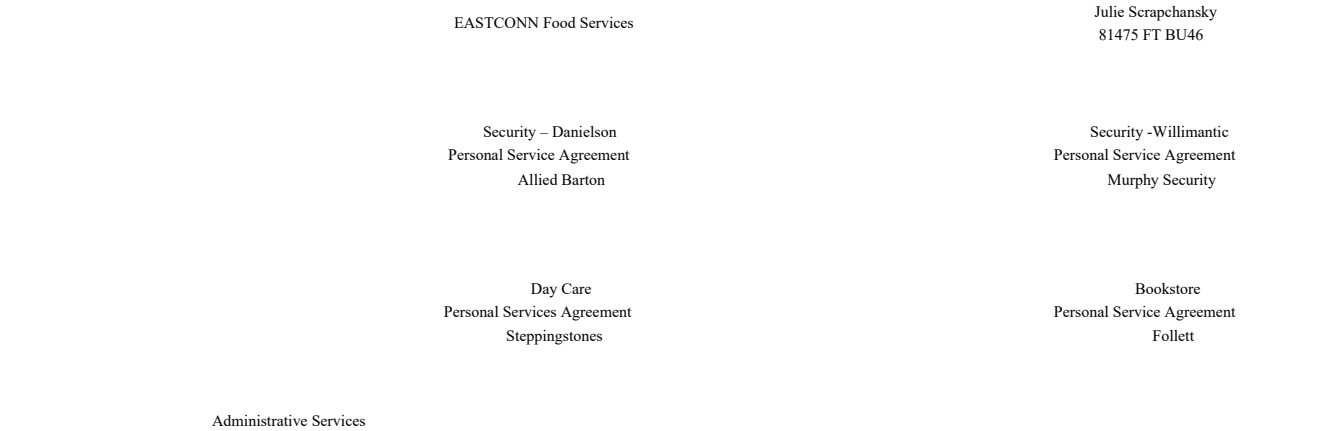 EASTCONN Food Services
Julie Scrapchansky
81475 FT BU46
Security – Danielson
Personal Service Agreement
Allied Barton
Security -Willimantic
Personal Service Agreement
Murphy Security
Day Care
Personal Services Agreement
Steppingstones
Bookstore
Personal Service Agreement
Follett
Administrative Services